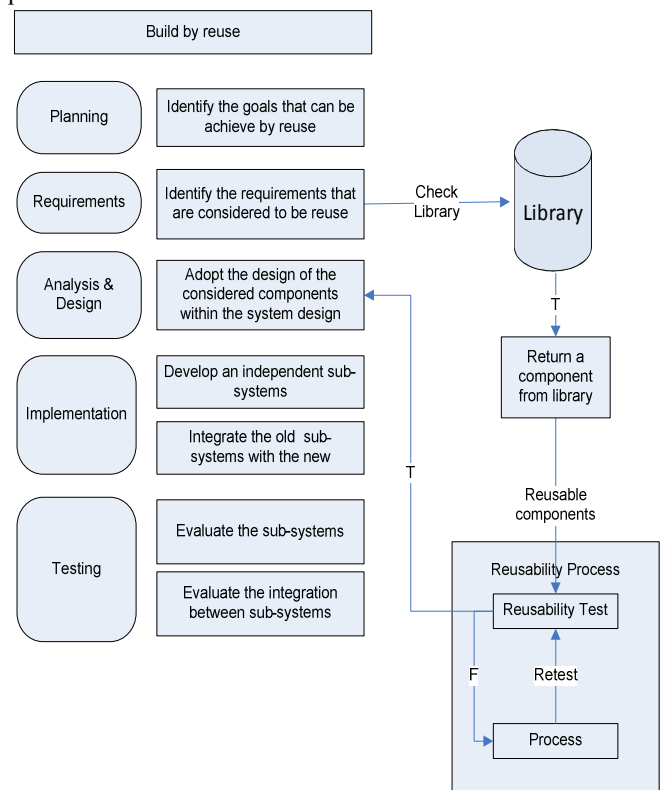 Build by reuse
Planning
Identify the goals that can be
achieve by reuse
Requirements
Identify the requirements that
are considered to be reuse
Check
Library
Library
Analysis &
Design
Adopt the design of the
considered components
within the system design
T
Return a
component
from library
Implementation
Develop an independent sub-
systems
Integrate the old sub-
systems with the new
T
Reusable
components
Testing
Evaluate the sub-systems
Evaluate the integration
between sub-systems
Reusability Process
Reusability Test
F
Retest
Process